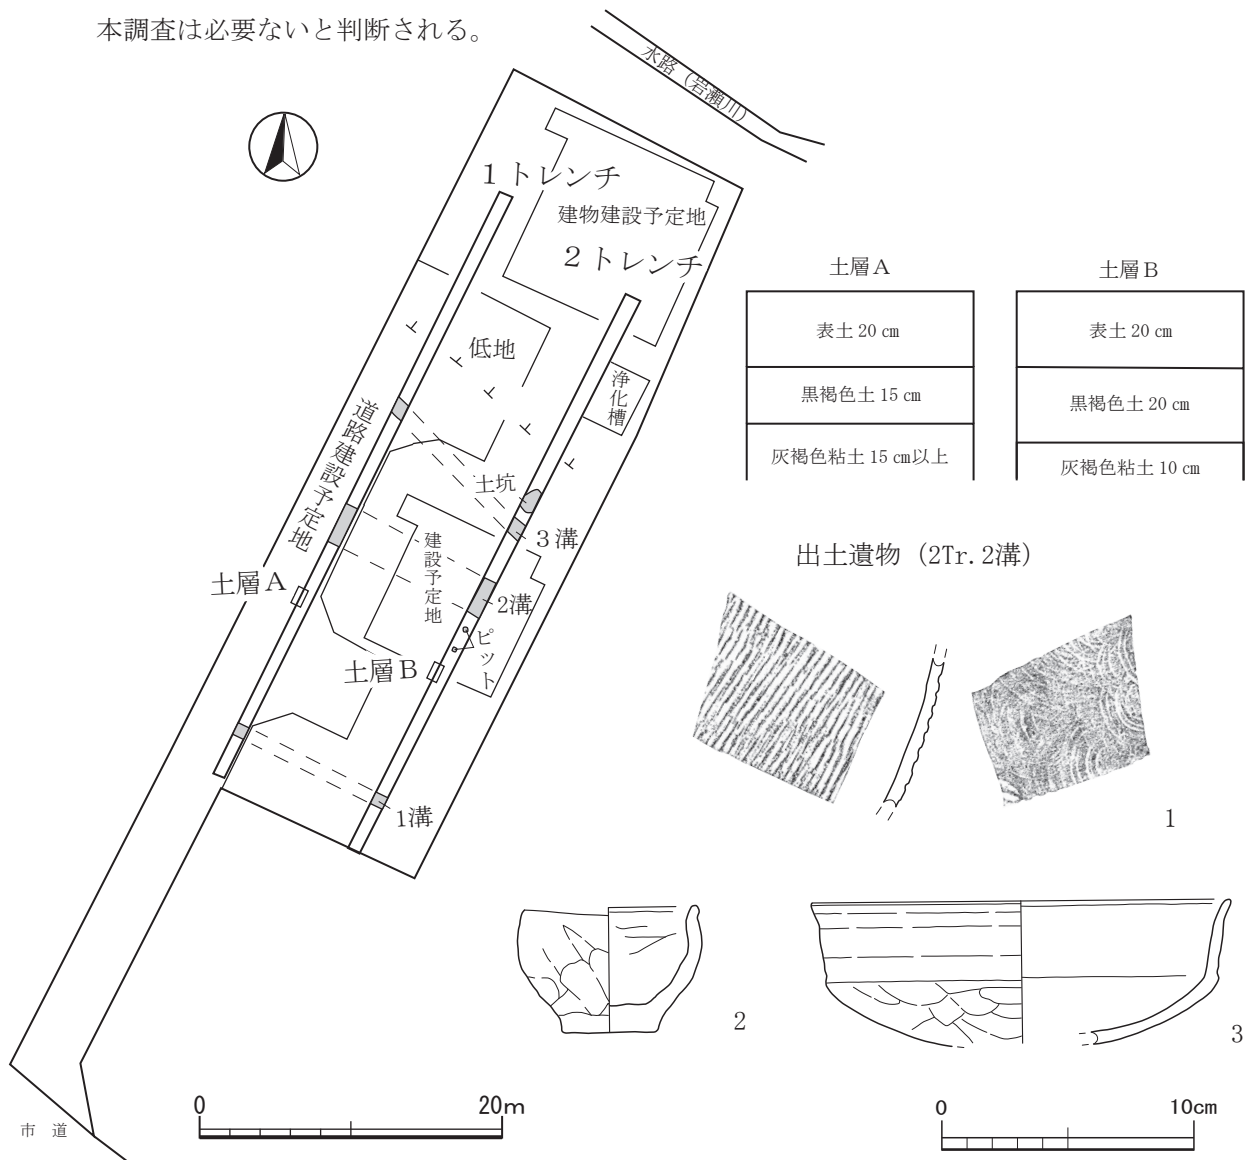 本調査は必要ないと判断される。
水路（岩瀬川）
１トレンチ
建物建設予定地
２トレンチ
低地
浄化槽
道路建設予定地
土坑
３溝
建設予定地
2溝
ピット
土層Ａ
土層Ｂ
1溝
市 道
0 20m
土層Ａ
表土 20 cm
黒褐色土 15 cm
灰褐色粘土 15 cm以上
土層Ｂ
表土 20 cm
黒褐色土 20 cm
灰褐色粘土 10 cm
出土遺物（2Tr. 2溝）
1
2
3
0 10cm